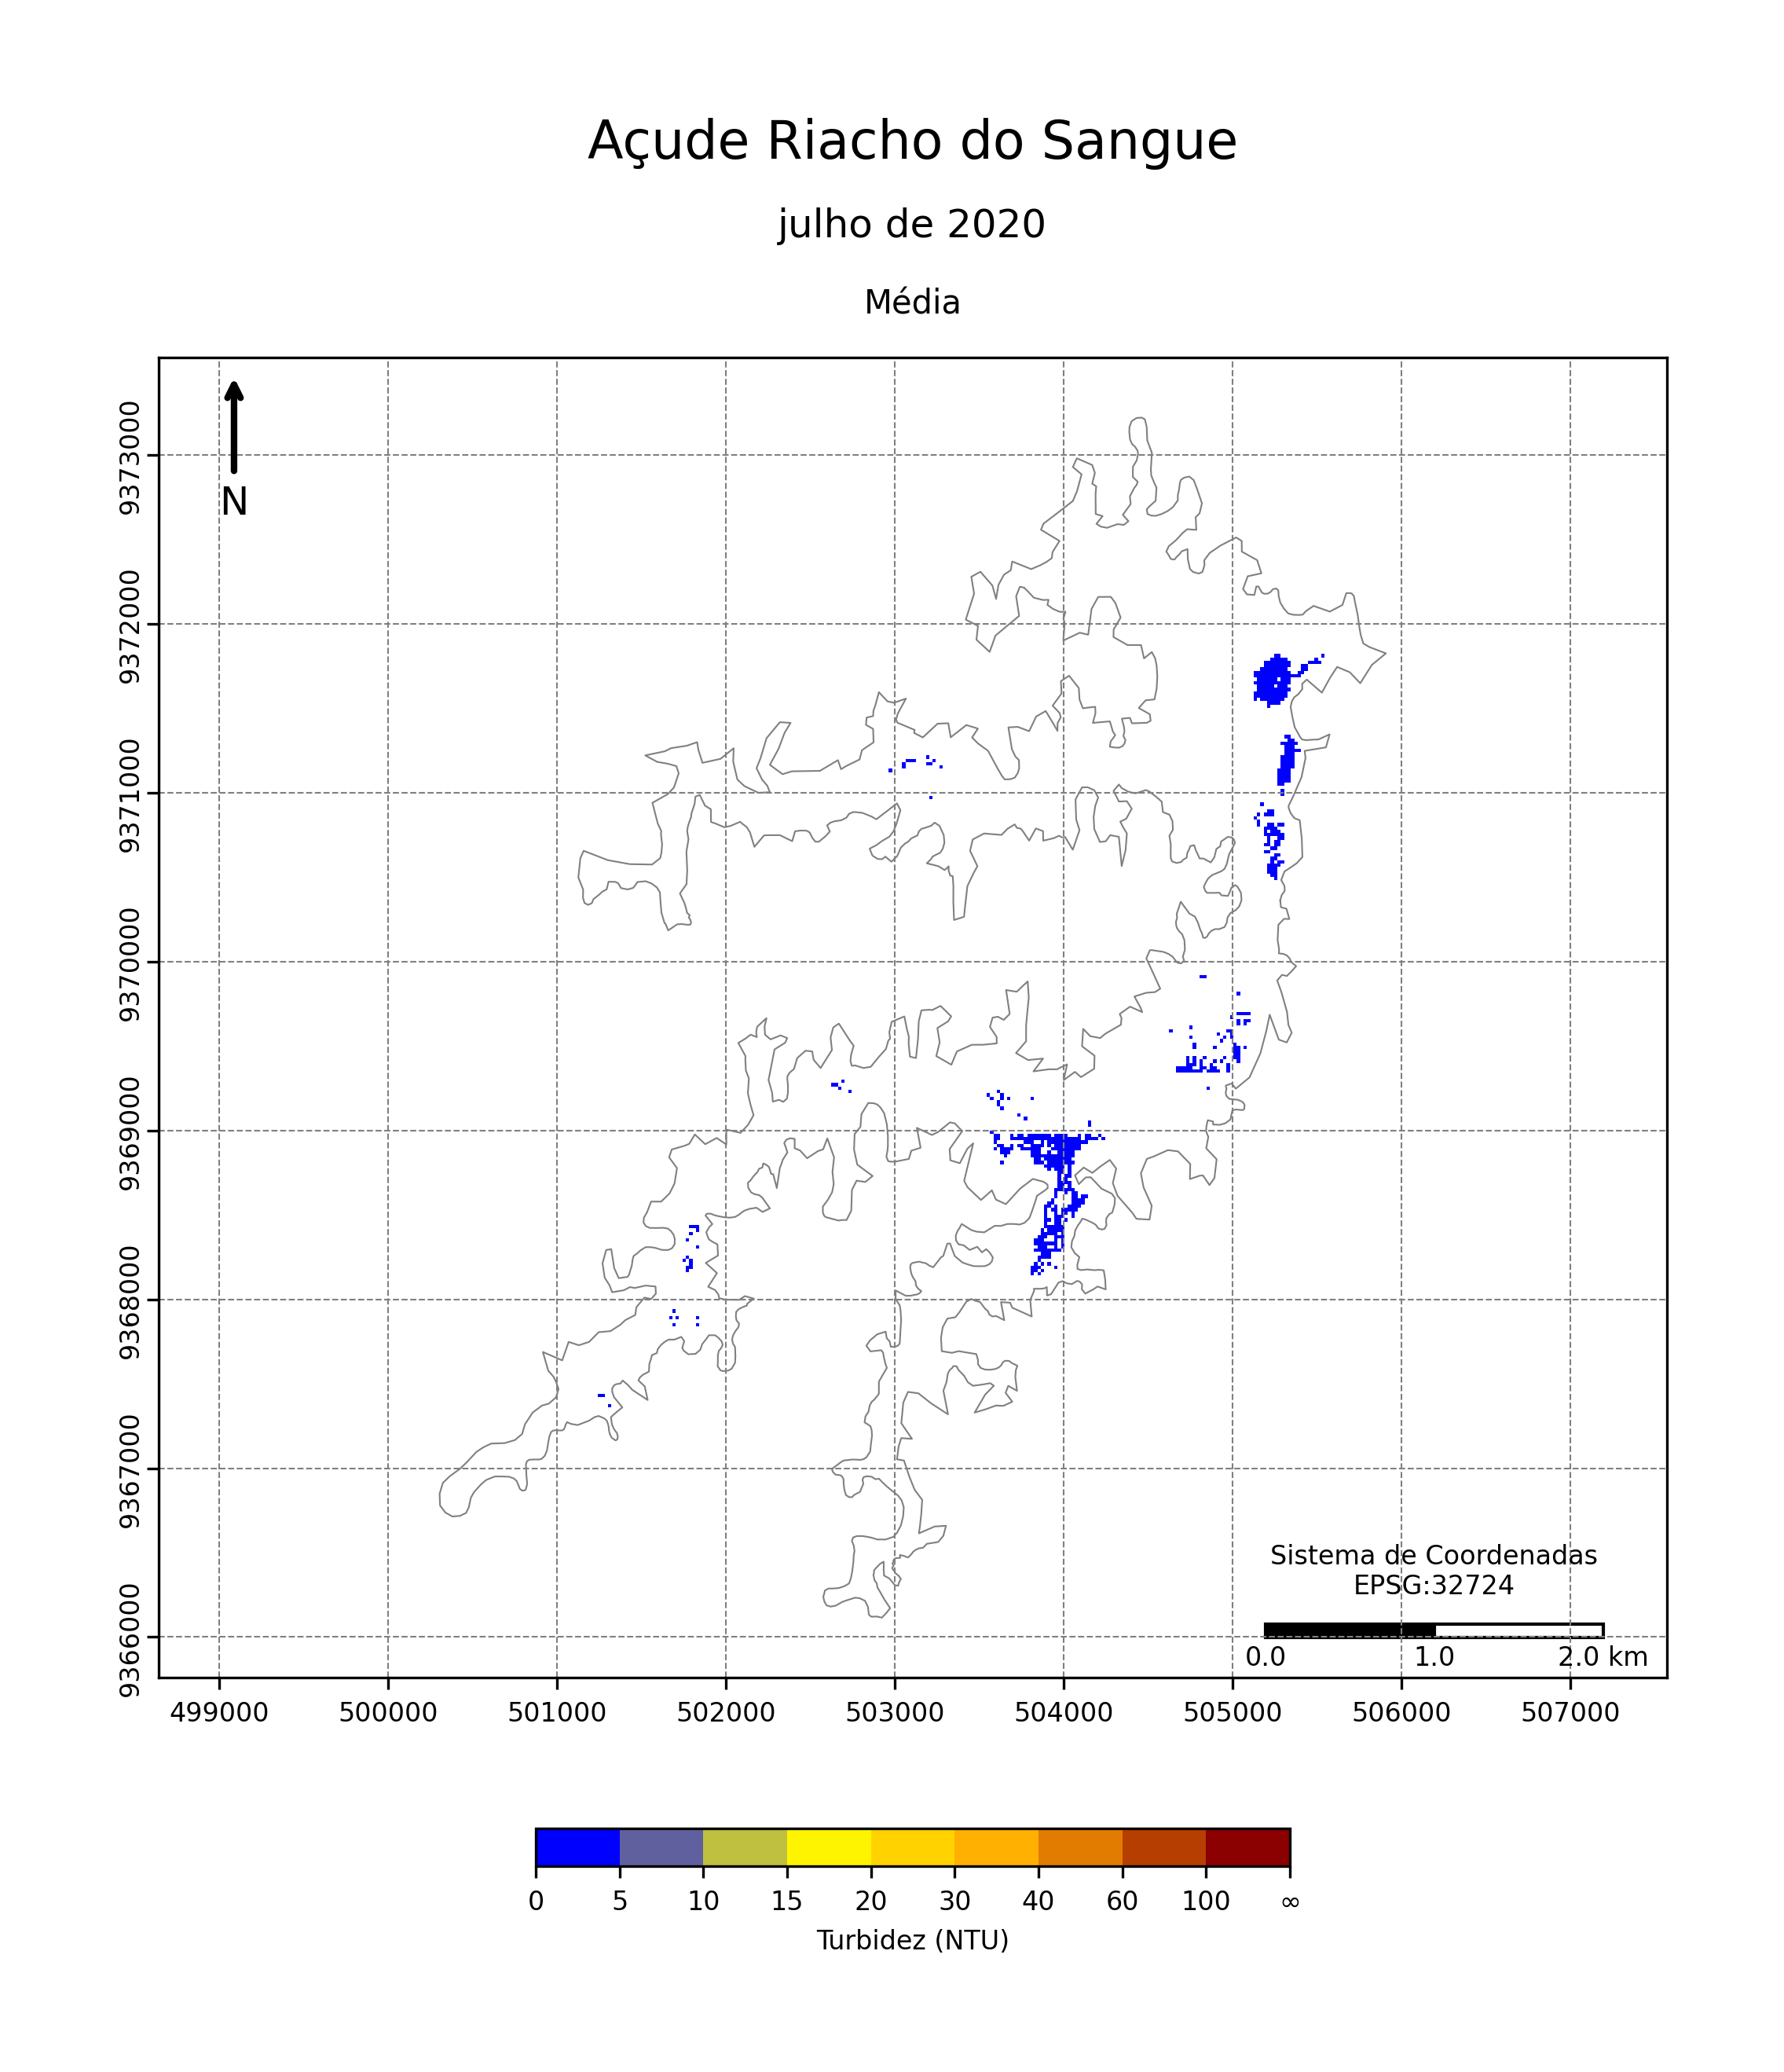 Açude Riacho do Sangue
julho de 2020
Média
N
9373000
9372000
9371000
9370000
9369000
9368000
9367000
9366000
Sistema de Coordenadas
EPSG:32724
0.0 1.0 2.0 km
499000 500000 501000 502000 503000 504000 505000 506000 507000
0 5 10 15 20 30 40 60 100 ∞
Turbidez (NTU)